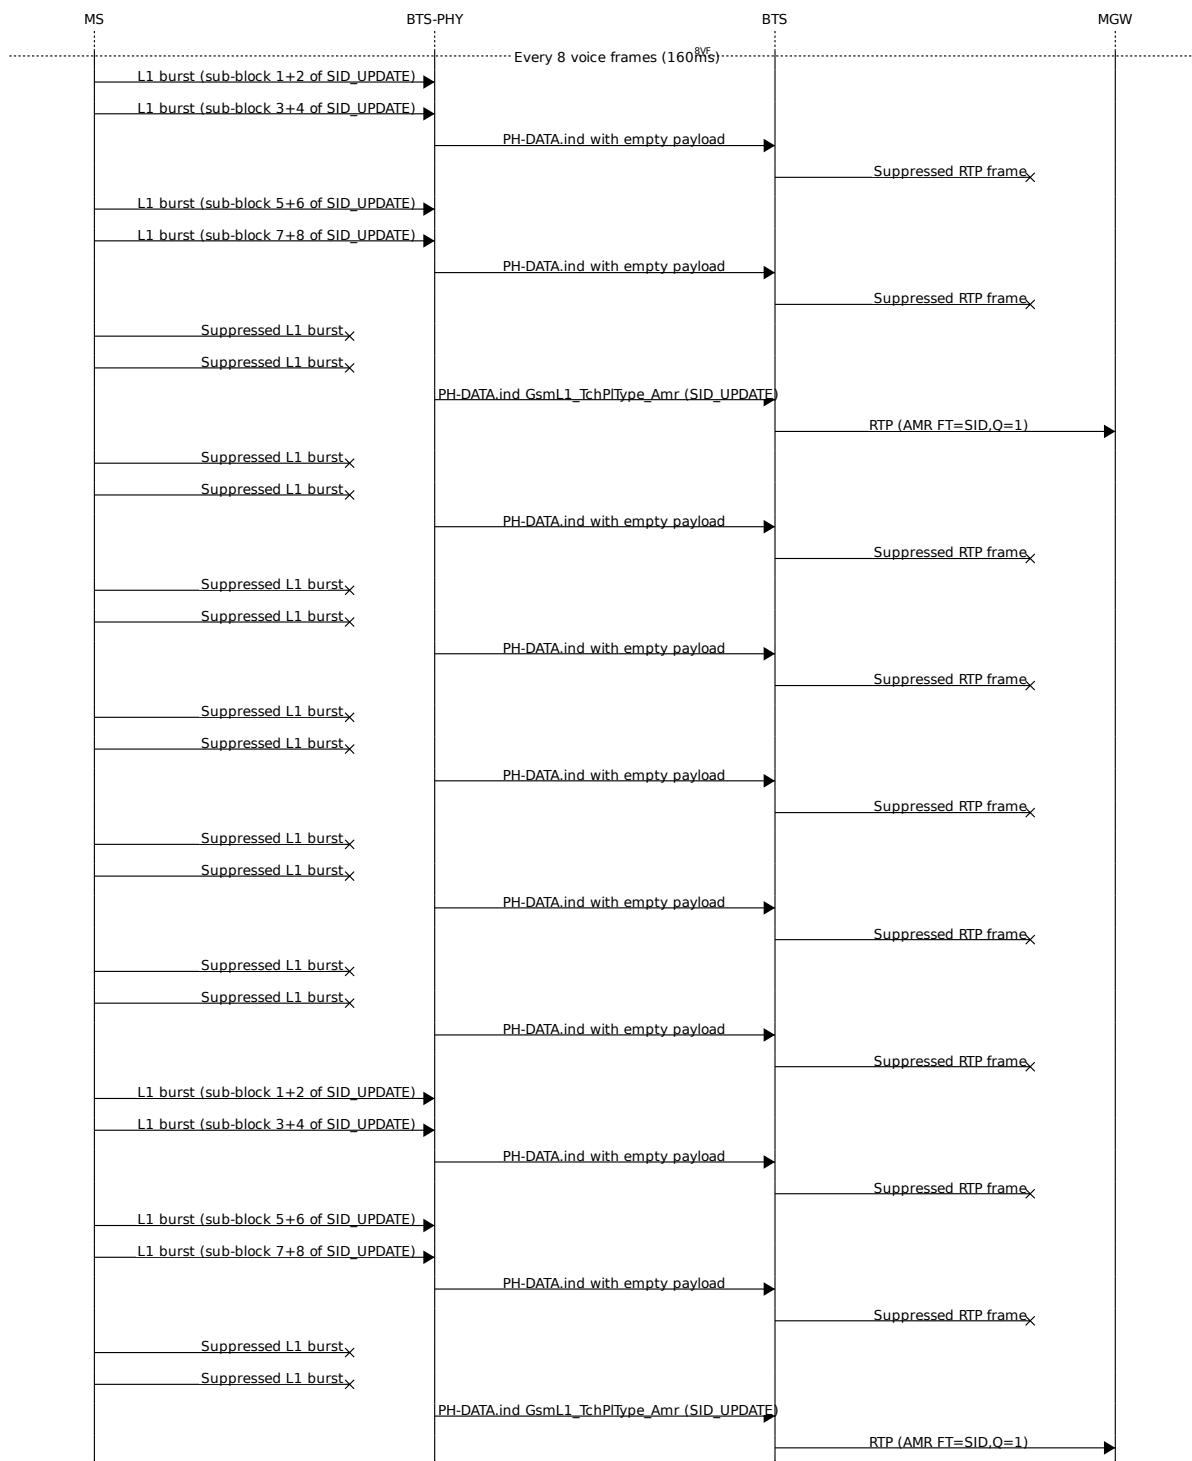 MS BTS-PHY BTS MGW
Every 8 voice frames (160ms) 8VF
L1 burst (sub-block 1+2 of SID_UPDATE)
L1 burst (sub-block 3+4 of SID_UPDATE)
PH-DATA.ind with empty payload
Suppressed RTP frame
L1 burst (sub-block 5+6 of SID_UPDATE)
L1 burst (sub-block 7+8 of SID_UPDATE)
PH-DATA.ind with empty payload
Suppressed RTP frame
Suppressed L1 burst
Suppressed L1 burst
PH-DATA.ind GsmL1_TchPlType_Amr (SID_UPDATE)
RTP (AMR FT=SID,Q=1)
Suppressed L1 burst
Suppressed L1 burst
PH-DATA.ind with empty payload
Suppressed RTP frame
Suppressed L1 burst
Suppressed L1 burst
PH-DATA.ind with empty payload
Suppressed RTP frame
Suppressed L1 burst
Suppressed L1 burst
PH-DATA.ind with empty payload
Suppressed RTP frame
Suppressed L1 burst
Suppressed L1 burst
PH-DATA.ind with empty payload
Suppressed RTP frame
Suppressed L1 burst
Suppressed L1 burst
PH-DATA.ind with empty payload
Suppressed RTP frame
L1 burst (sub-block 1+2 of SID_UPDATE)
L1 burst (sub-block 3+4 of SID_UPDATE)
PH-DATA.ind with empty payload
Suppressed RTP frame
L1 burst (sub-block 5+6 of SID_UPDATE)
L1 burst (sub-block 7+8 of SID_UPDATE)
PH-DATA.ind with empty payload
Suppressed RTP frame
Suppressed L1 burst
Suppressed L1 burst
PH-DATA.ind GsmL1_TchPlType_Amr (SID_UPDATE)
RTP (AMR FT=SID,Q=1)